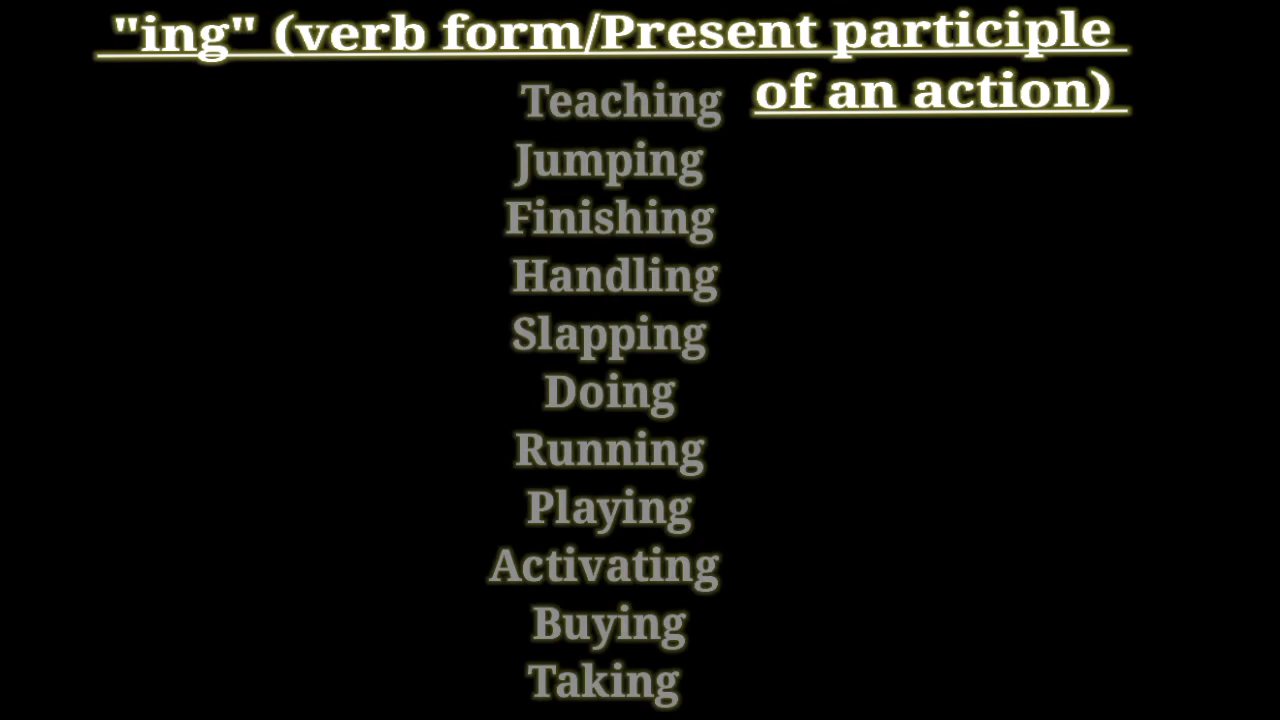 "ing" (verb form/Present participle
of an action)
Teaching
Jumping
Finishing
Handling
Slapping
Doing
Running
Playing
Activating
Buying
Taking